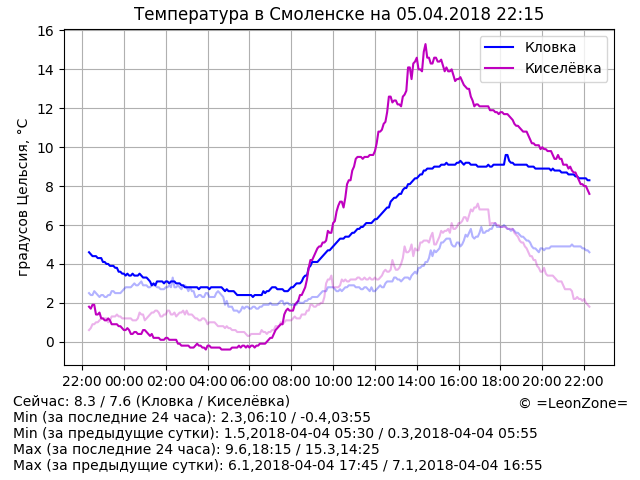 Температура в Смоленске на 05.04.2018 22:15
16
14
12
10
8
6
4
2
0
градусов Цельсия, °C
Кловка
Киселёвка
22:00 00:00 02:00 04:00 06:00 08:00 10:00 12:00 14:00 16:00 18:00 20:00 22:00
Сейчас: 8.3 / 7.6 (Кловка / Киселёвка)
© =LeonZone=
Min (за последние 24 часа): 2.3,06:10 / -0.4,03:55
Min (за предыдущие сутки): 1.5,2018-04-04 05:30 / 0.3,2018-04-04 05:55
Max (за последние 24 часа): 9.6,18:15 / 15.3,14:25
Max (за предыдущие сутки): 6.1,2018-04-04 17:45 / 7.1,2018-04-04 16:55